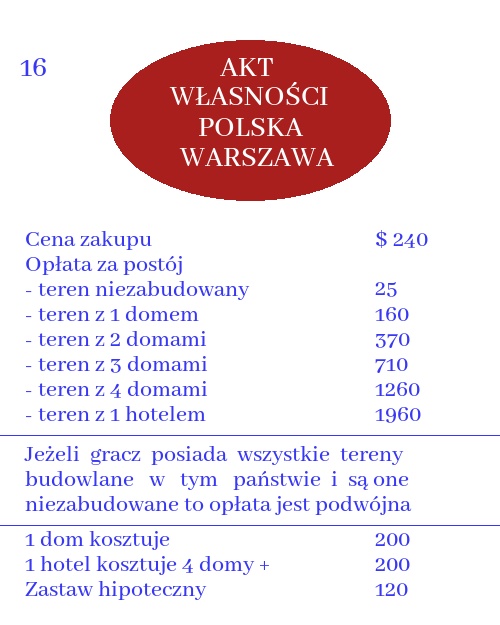 16
AKT
WŁASNOŚCI
POLSKA
WARSZAWA
Cena zakupu $ 240
Opłata za postój
- teren niezabudowany 25
- teren z 1 domem 160
- teren z 2 domami 370
- teren z 3 domami 710
- teren z 4 domami 1260
- teren z 1 hotelem 1960
Jeżeli gracz posiada wszystkie tereny
budowlane w tym państwie i są one
niezabudowane to opłata jest podwójna
1 dom kosztuje 200
1 hotel kosztuje 4 domy + 200
Zastaw hipoteczny 120